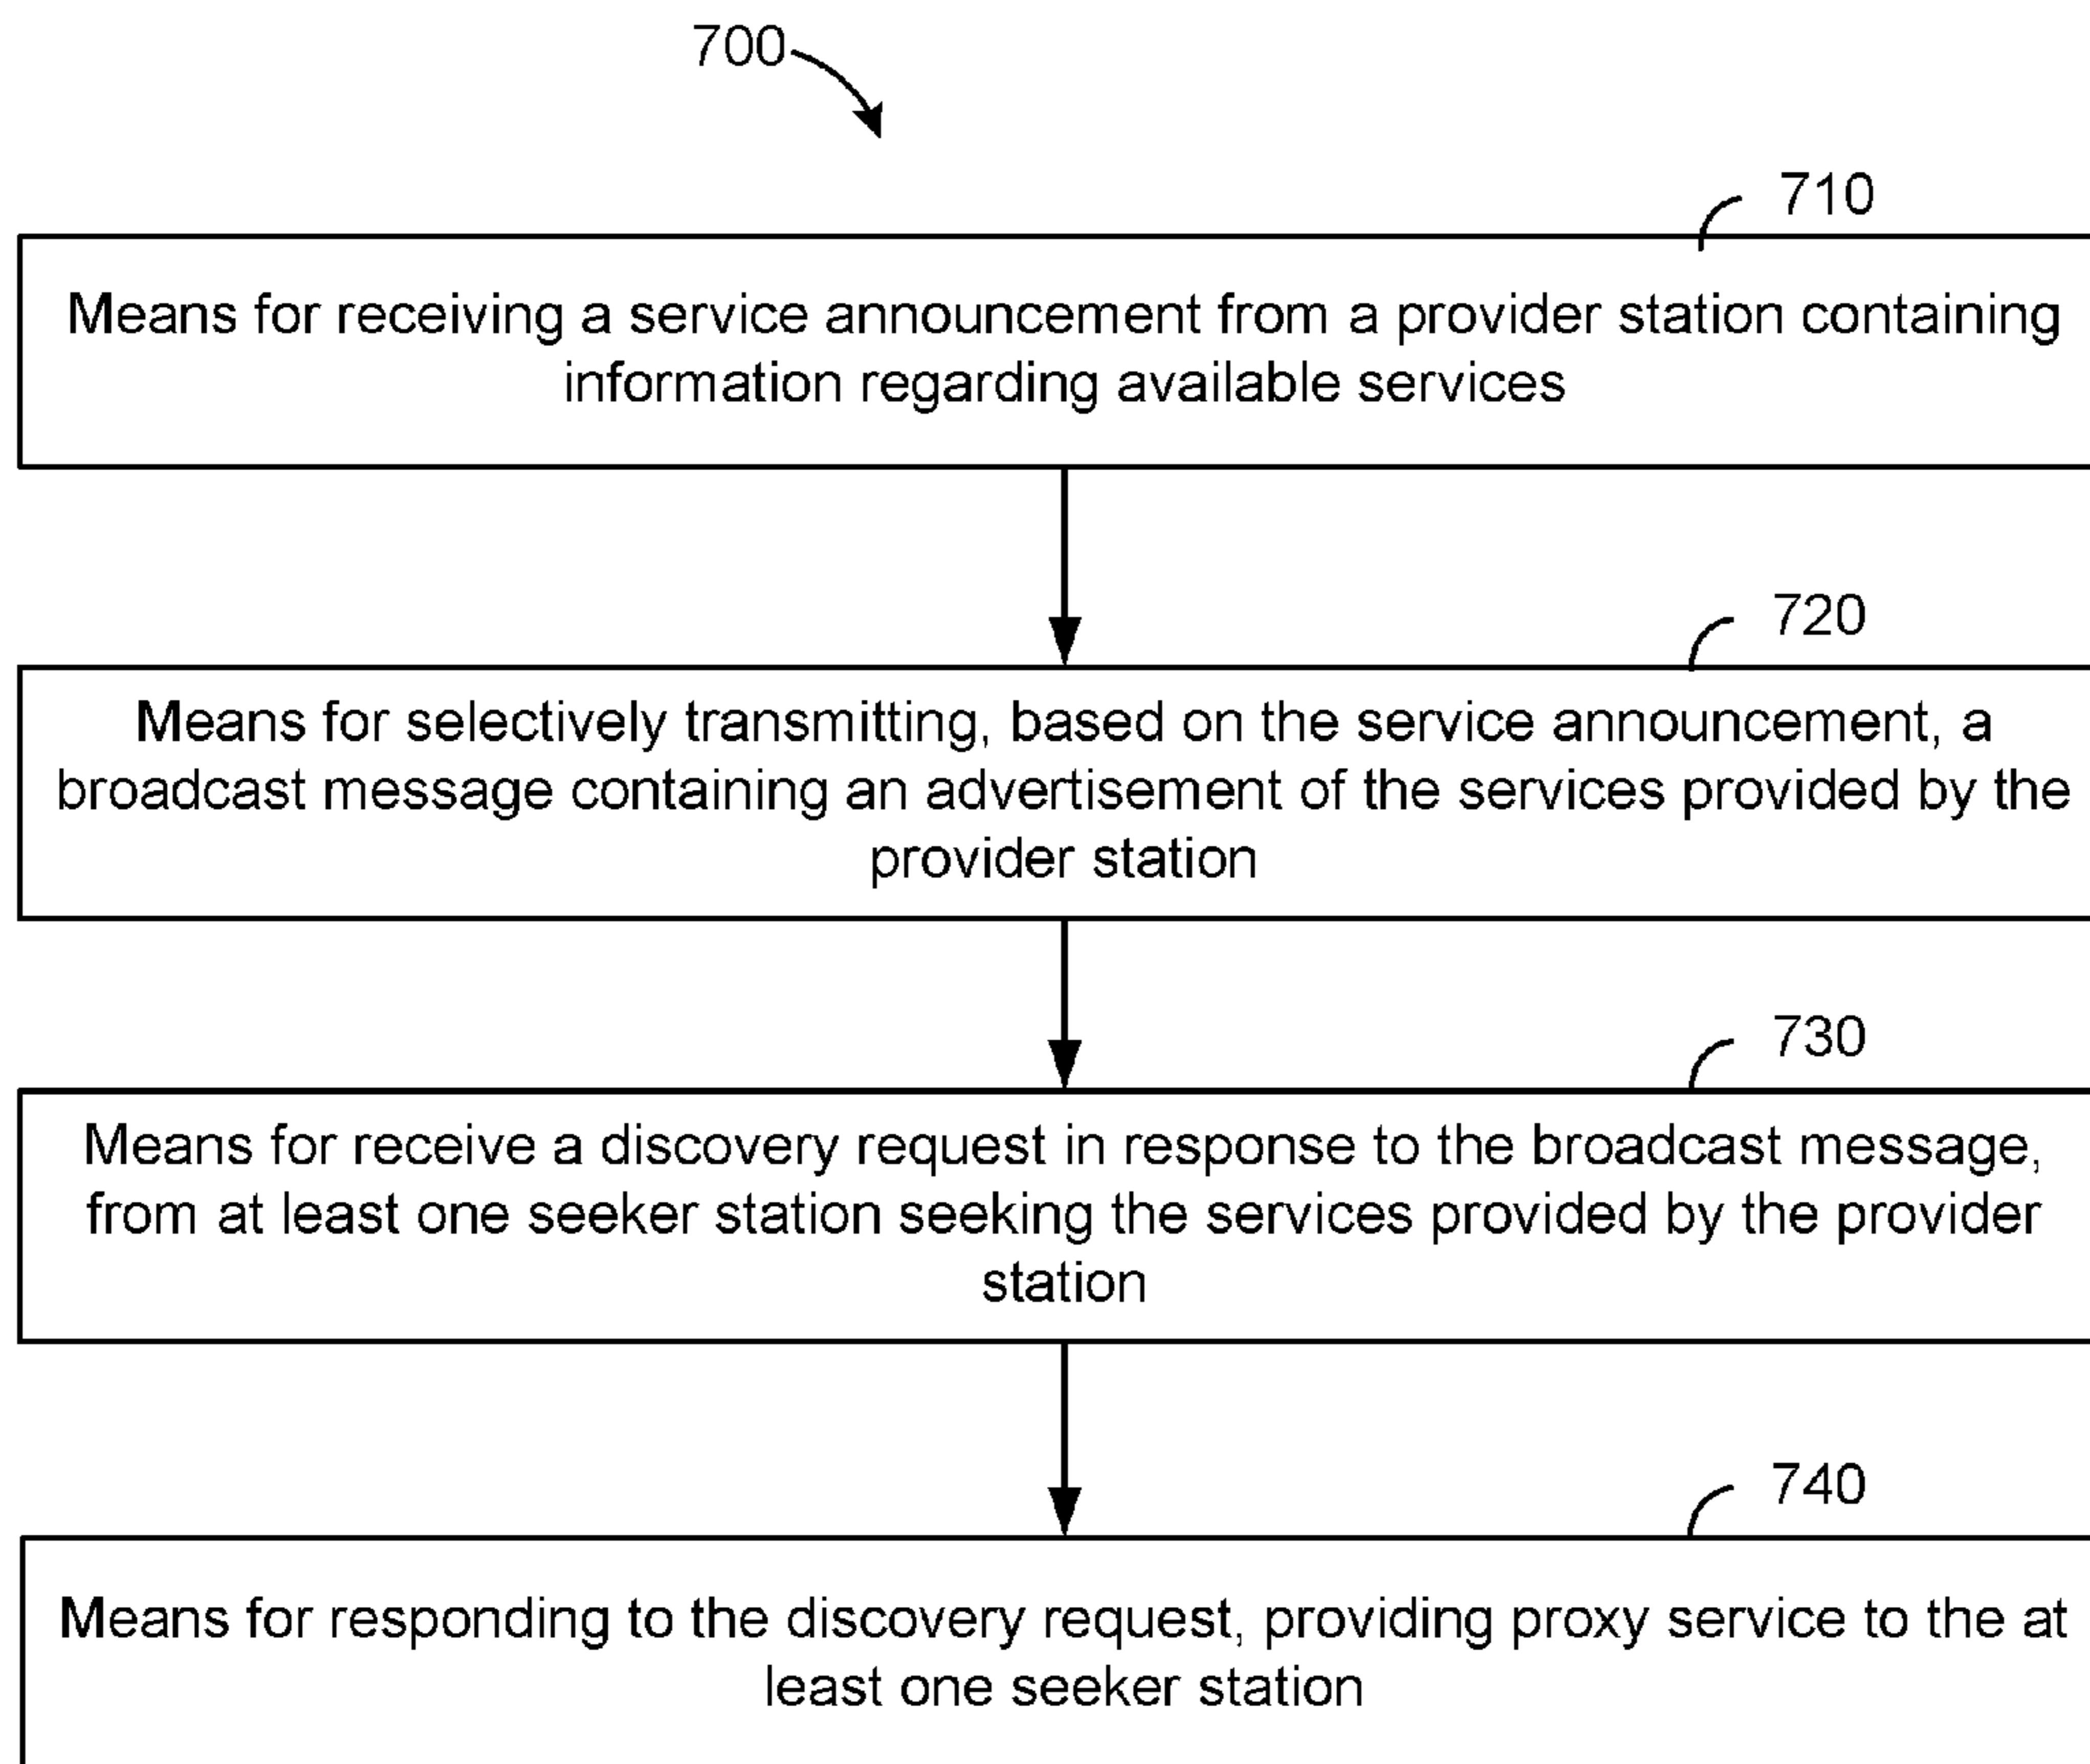 700
710
Means for receiving a service announcement from a provider station containing
information regarding available services
720
Means for selectively transmitting, based on the service announcement, a
broadcast message containing an advertisement of the services provided by the
provider station
730
Means for receive a discovery request in response to the broadcast message,
from at least one seeker station seeking the services provided by the provider
station
740
Means for responding to the discovery request, providing proxy service to the at
least one seeker station